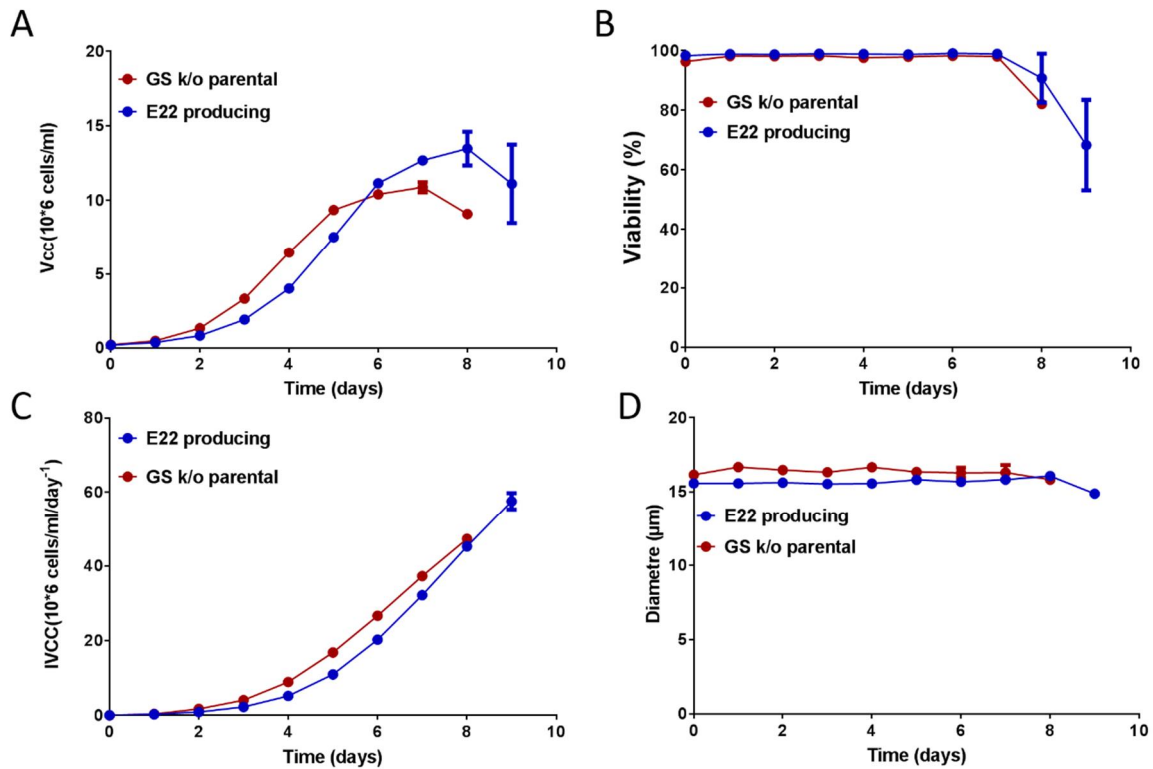 A
20
15
10
5
0
Vcc(10*6 cells/ml)
GS k/o parental
E22 producing
0 2 4 6 8 10
Time (days)
B
100
80
60
40
20
0
Viability (%)
GS k/o parental
E22 producing
0 2 4 6 8 10
Time (days)
C
80
60
40
20
0
IVCC(10*6 cells/ml/day⁻¹)
E22 producing
GS k/o parental
0 2 4 6 8 10
Time (days)
D
20
15
10
5
0
Diametre (µm)
E22 producing
GS k/o parental
0 2 4 6 8 10
Time (days)